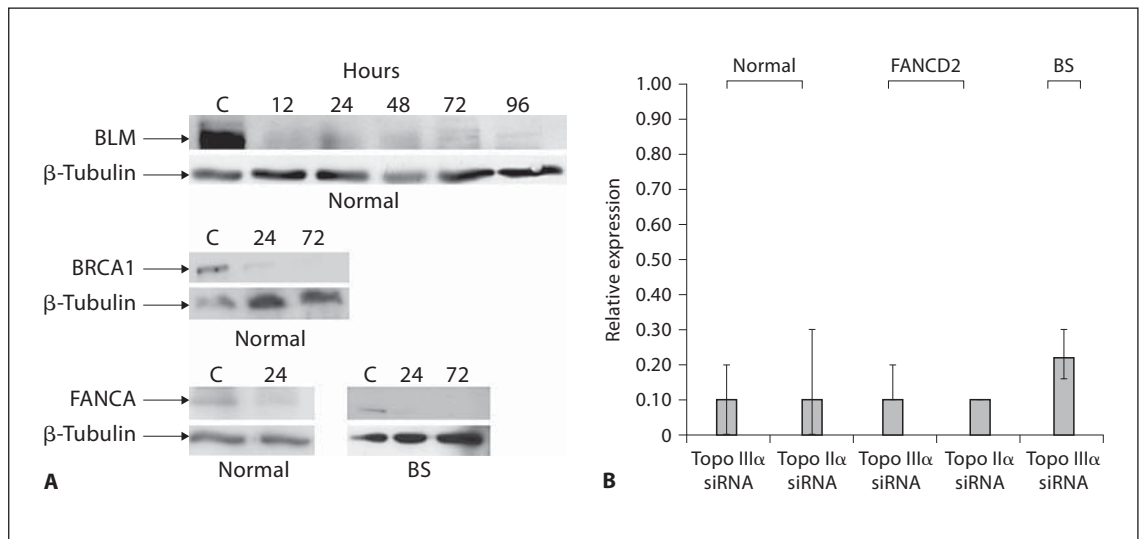 Hours
C 12 24 48 72 96
BLM
β-Tubulin
Normal
C 24 72
BRCA1
β-Tubulin
Normal
C 24 C 24 72
FANCA
β-Tubulin
Normal BS
A
Normal FANCD2 BS
1.00
0.90
0.80
0.70
0.60
0.50
0.40
0.30
0.20
0.10
0
Relative expression
Topo IIIα Topo IIα Topo IIIα Topo IIα Topo IIIα
siRNA siRNA siRNA siRNA siRNA
B